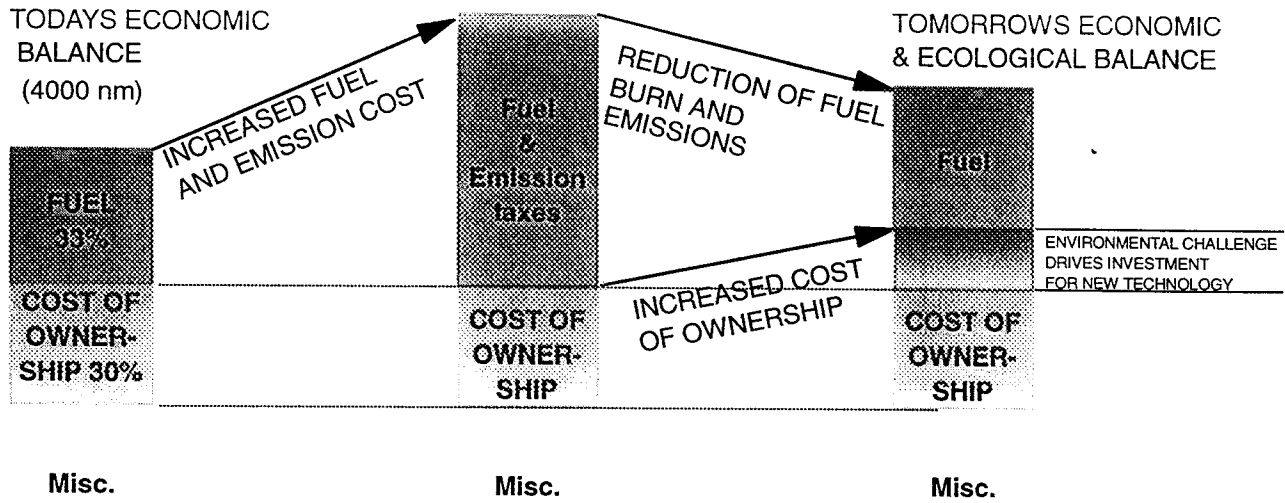 TODAYS ECONOMIC
BALANCE
(4000 nm)
FUEL
33%
COST OF
OWNER-
SHIP 30%
Misc.
INCREASED FUEL
AND EMISSION COST
Fuel
&
Emission
taxes
COST OF
OWNER-
SHIP
Misc.
REDUCTION OF FUEL
BURN AND
EMISSIONS
INCREASED COST
OF OWNERSHIP
TOMORROWS ECONOMIC
& ECOLOGICAL BALANCE
Fuel
COST OF
OWNER-
SHIP
Misc.
ENVIRONMENTAL CHALLENGE
DRIVES INVESTMENT
FOR NEW TECHNOLOGY